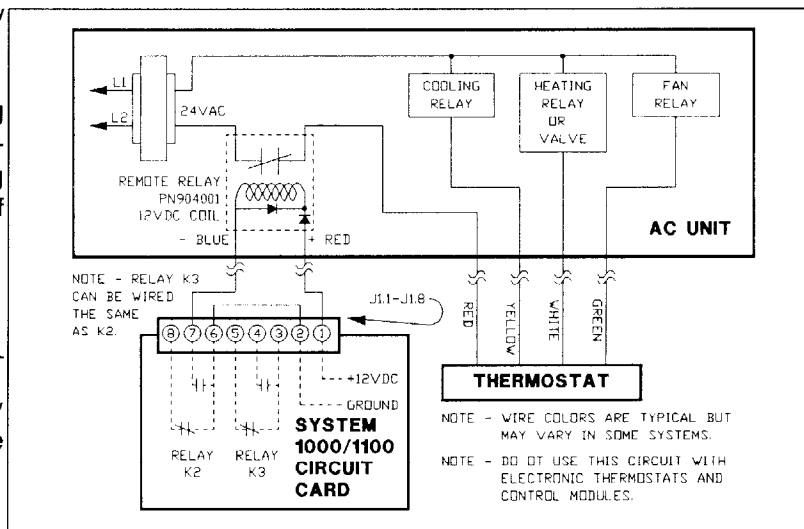 L1
L2
24VAC
COOLING
RELAY
HEATING
RELAY
OR
VALVE
FAN
RELAY
REMOTE RELAY
PN904001
12VDC COIL
- BLUE
+ RED
AC UNIT
NOTE - RELAY K3
CAN BE WIRED
THE SAME
AS K2.
J1.1-J1.8
RED
YELLOW
WHITE
GREEN
8 7 6 5 4 3 2 1
+12VDC
GROUND
RELAY
K2
RELAY
K3
SYSTEM
1000/1100
CIRCUIT
CARD
THERMOSTAT
NOTE - WIRE COLORS ARE TYPICAL BUT
MAY VARY IN SOME SYSTEMS.
NOTE - DO OT USE THIS CIRCUIT WITH
ELECTRONIC THERMOSTATS AND
CONTROL MODULES.